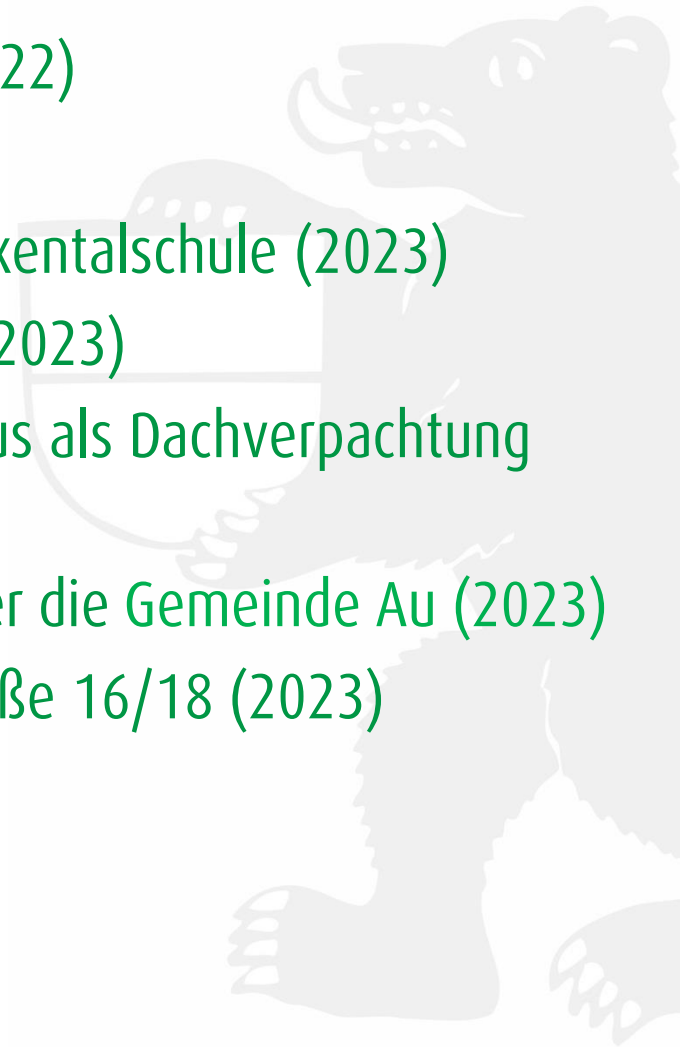 22)
xentalschule (2023)
2023)
us als Dachverpachtung
er die Gemeinde Au (2023)
ße 16/18 (2023)